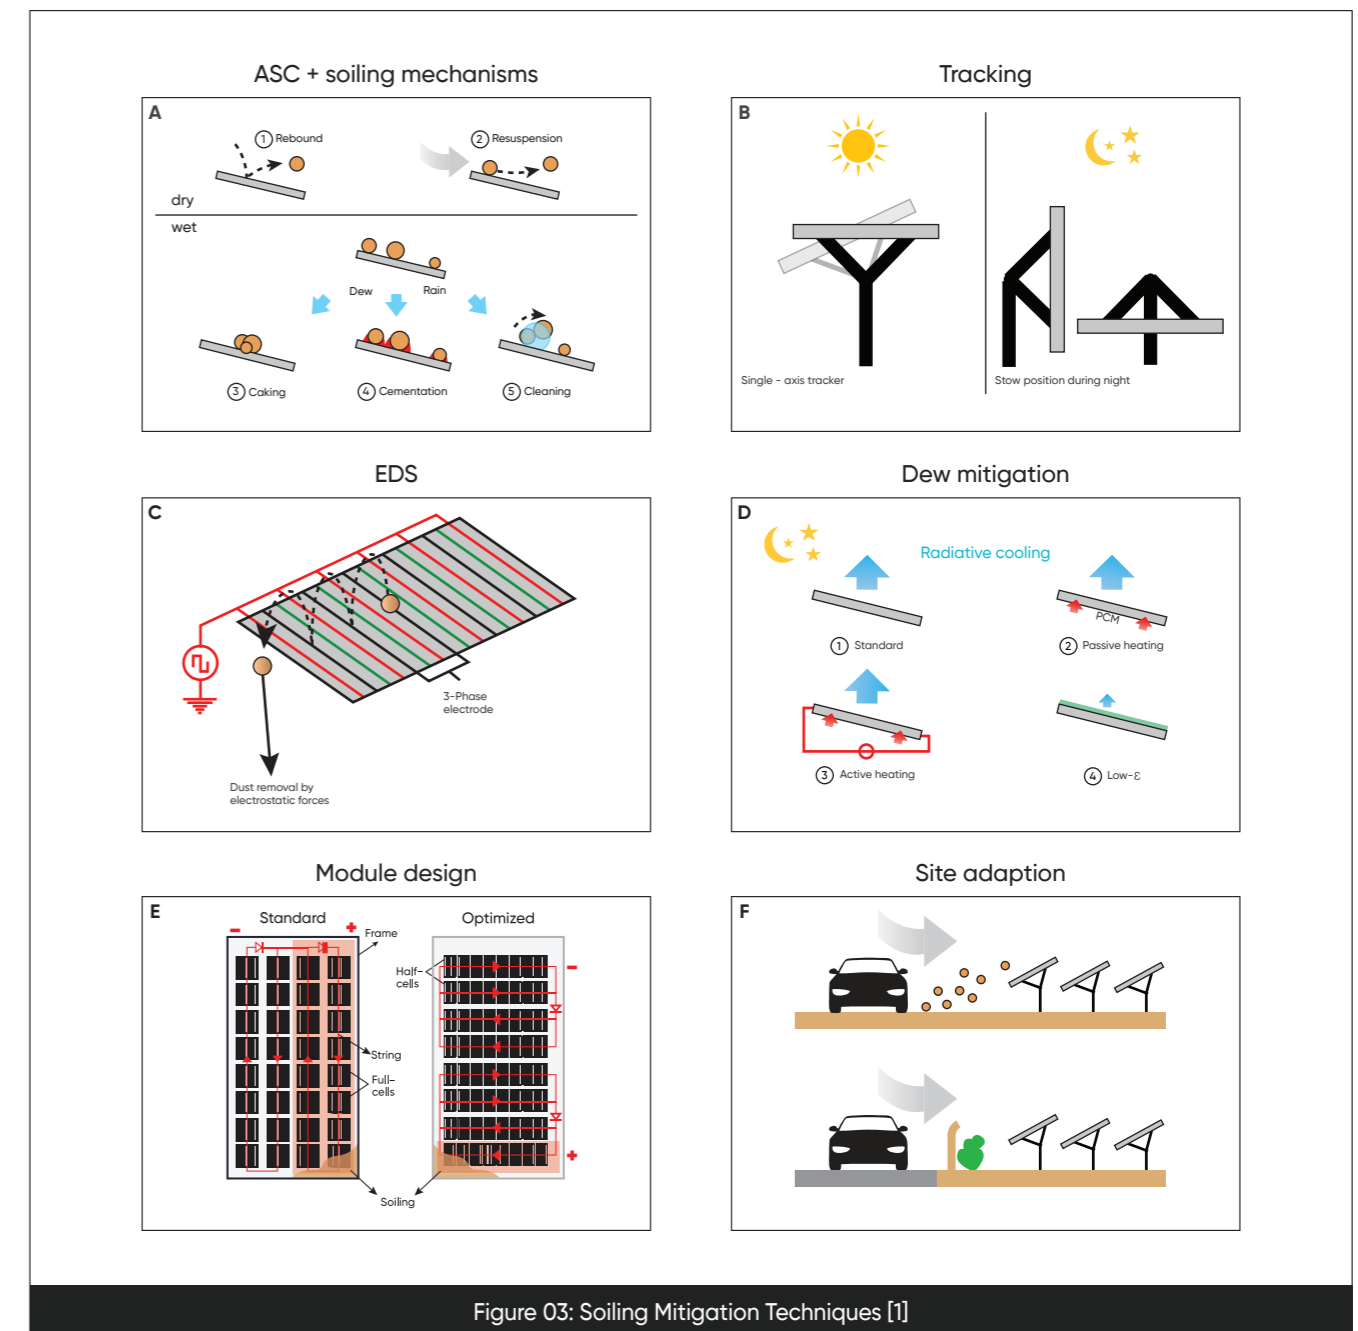 ASC + soiling mechanisms
A
1 Rebound
2 Resuspension
dry
wet
Dew
Rain
3 Caking
4 Cementation
5 Cleaning
Tracking
B
Single - axis tracker
Stow position during night
EDS
C
3-Phase
electrode
Dust removal by
electrostatic forces
Dew mitigation
D
Radiative cooling
1 Standard
PCM
2 Passive heating
3 Active heating
4 Low-ε
Module design
E
Standard
Optimized
-
+
Frame
Half-
cells
-
String
Full-
cells
+
Soiling
Site adaption
F
Figure 03: Soiling Mitigation Techniques [1]